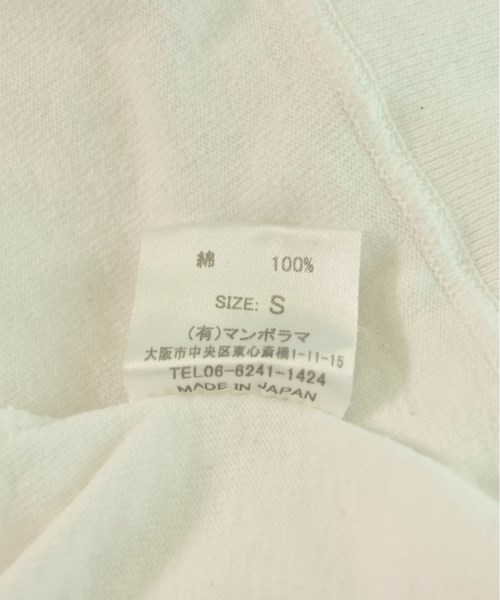 綿 100%
SIZE: S
(有)マンボラマ
大阪市中央区東心斎橋1-11-15
TEL06-6241-1424
MADE IN JAPAN